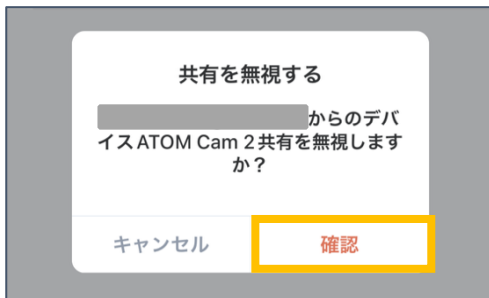 共有を無視する
からのデバ
イスATOM Cam 2共有を無視します
か？
キャンセル
確認